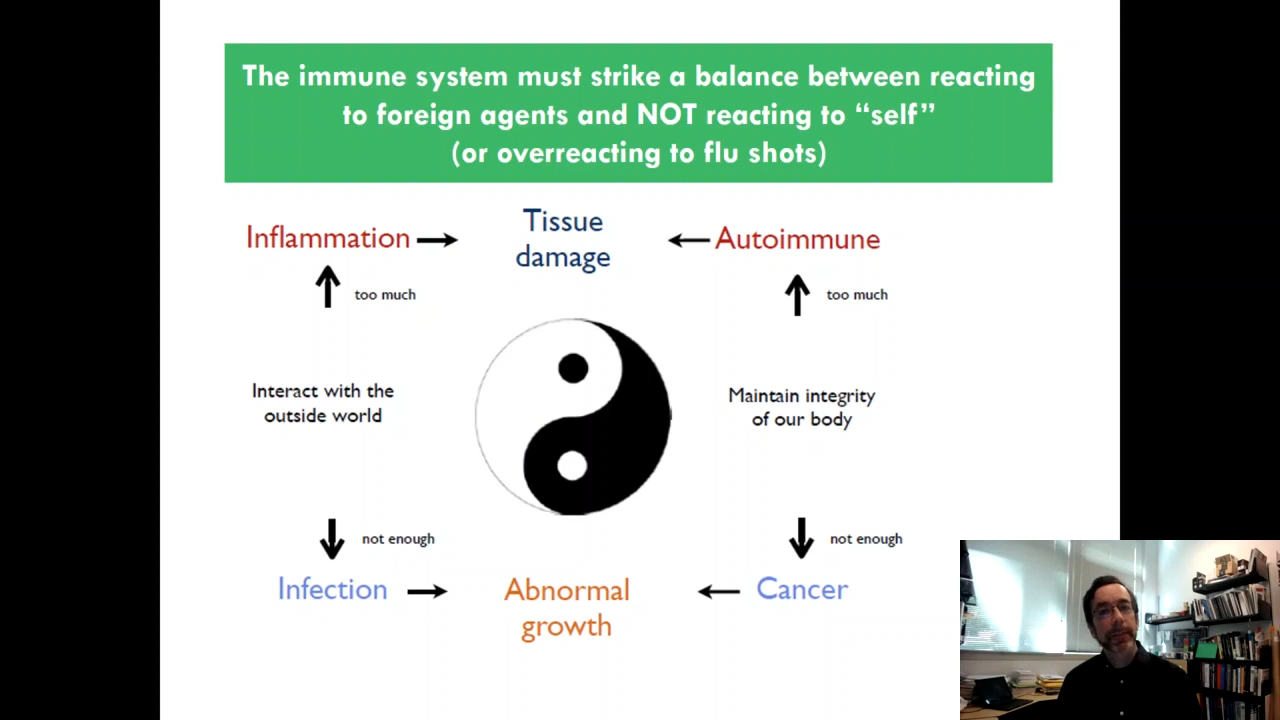 The immune system must strike a balance between reacting
to foreign agents and NOT reacting to “self”
(or overreacting to flu shots)
Inflammation
Tissue
damage
Autoimmune
too much
too much
Interact with the
outside world
Maintain integrity
of our body
not enough
not enough
Infection
Abnormal
growth
Cancer